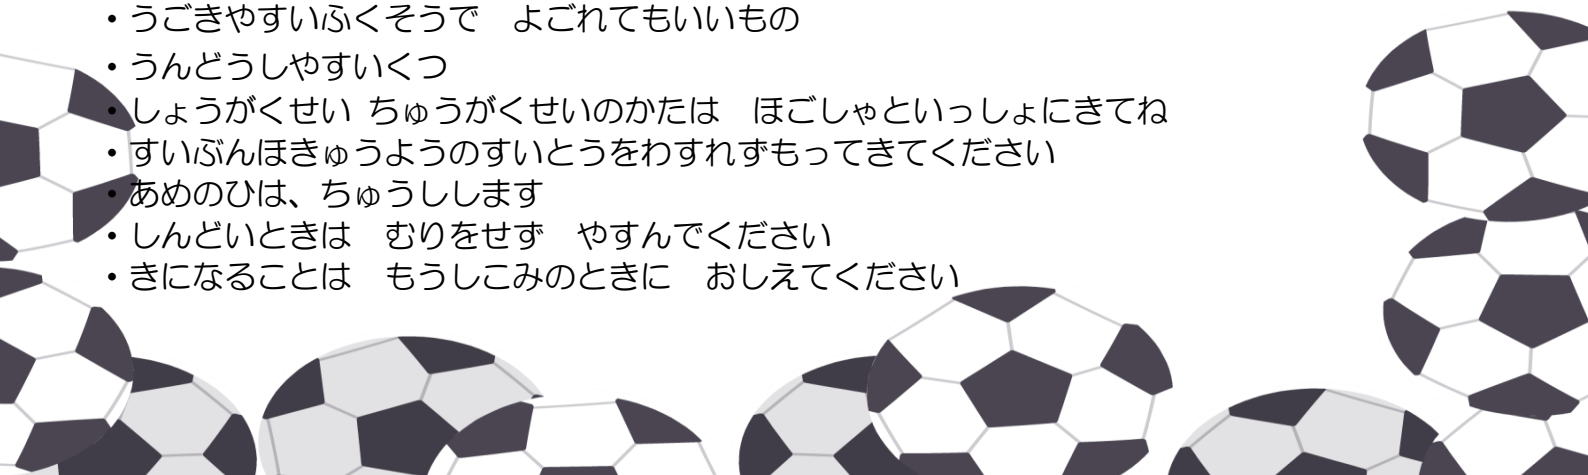 ・うごきやすいふくそうで　よごれてもいいもの
・うんどうしやすいくつ
・しょうがくせい ちゅうがくせいのかたは　ほごしゃといっしょにきてね
・すいぶんほきゅうようのすいとうをわすれずもってきてください
・あめのひは、ちゅうしします
・しんどいときは　むりをせず　やすんでください
・きになることは　もうしこみのときに　おしえてください